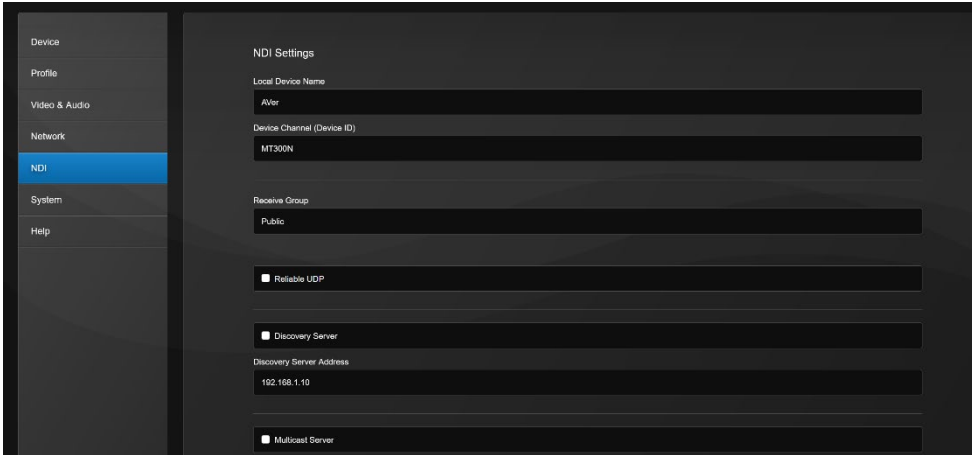 Device
Profile
Video & Audio
Network
NDI
System
Help
NDI Settings
Local Device Name
AVer
Device Channel (Device ID)
MT300N
Receive Group
Public
Reliable UDP
Discovery Server
Discovery Server Address
192.168.1.10
Multicast Server